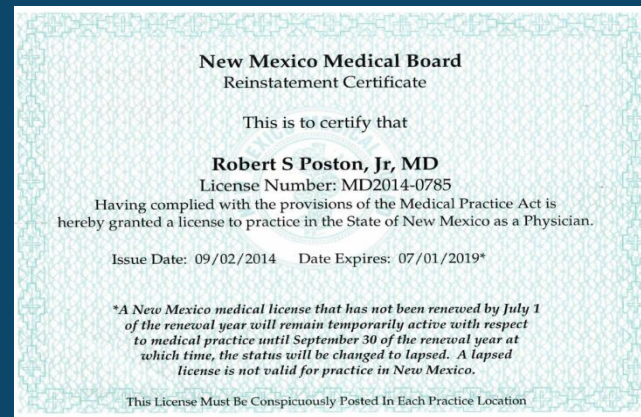 New Mexico Medical Board
Reinstatement Certificate
This is to certify that
Robert S Poston, Jr, MD
License Number: MD2014-0785
Having complied with the provisions of the Medical Practice Act is
hereby granted a license to practice in the State of New Mexico as a Physician.
Issue Date: 09/02/2014 Date Expires: 07/01/2019*
*A New Mexico medical license that has not been renewed by July 1
of the renewal year will remain temporarily active with respect
to medical practice until September 30 of the renewal year at
which time, the status will be changed to lapsed. A lapsed
license is not valid for practice in New Mexico.
This License Must Be Conspicuously Posted In Each Practice Location